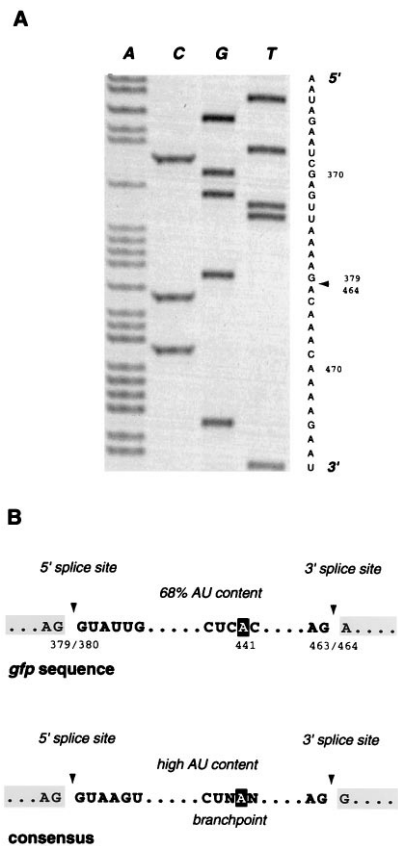 A
A C G T
5'
A
A
U
A
G
A
A
U
C
G 370
A
G
U
U
A
A
A
A
G 379
A 464
C
A
A
A
C
A 470
A
A
A
G
A
A
U 3'
B
5' splice site 3' splice site
68% AU content
...AG GUAUUG.....CUCAC....AG A....
379/380 441 463/464
gfp sequence
5' splice site 3' splice site
high AU content
...AG GUAAGU.....CUNAN....AG G....
branchpoint
consensus